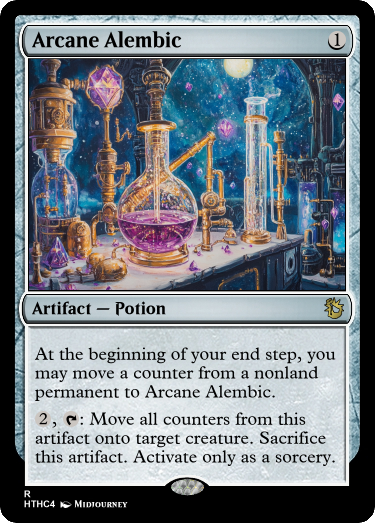 Arcane Alembic 1
Artifact — Potion
At the beginning of your end step, you
may move a counter from a nonland
permanent to Arcane Alembic.
2, : Move all counters from this
artifact onto target creature. Sacrifice
this artifact. Activate only as a sorcery.
R
HTHC4 Midjourney